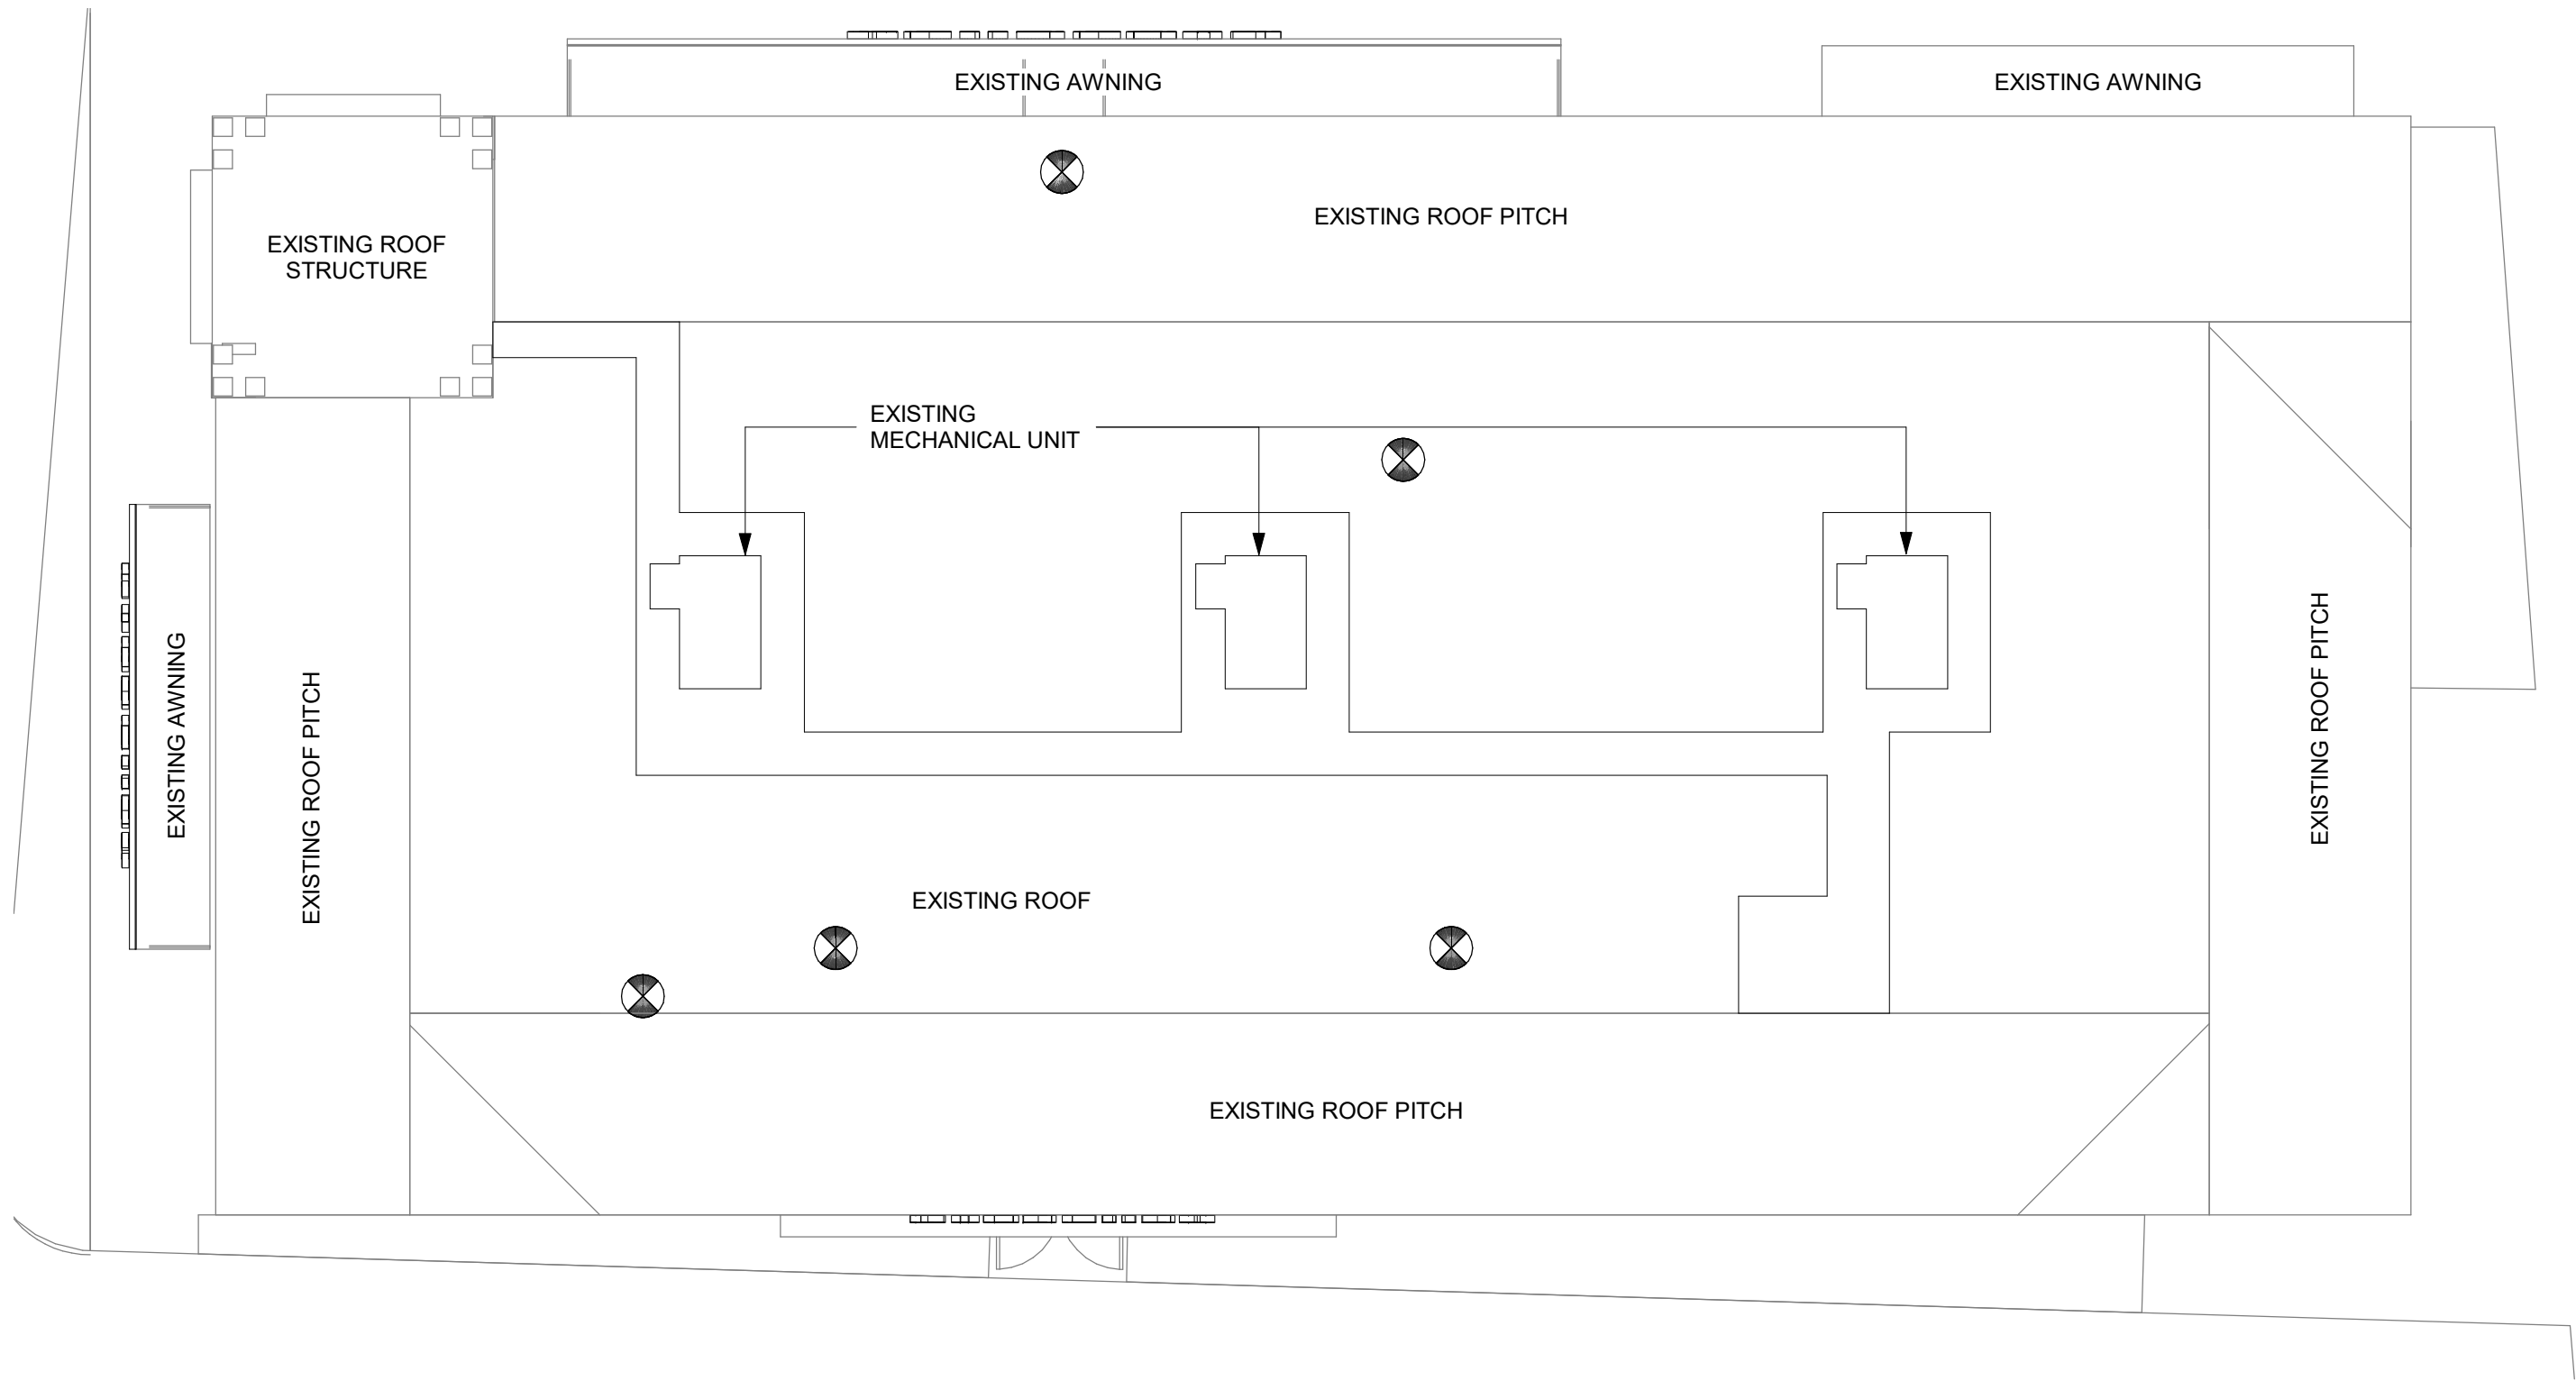 EXISTING AWNING
EXISTING AWNING
EXISTING ROOF PITCH
EXISTING ROOF
STRUCTURE
EXISTING
MECHANICAL UNIT
EXISTING AWNING
EXISTING ROOF PITCH
EXISTING ROOF PITCH
EXISTING ROOF
EXISTING ROOF PITCH